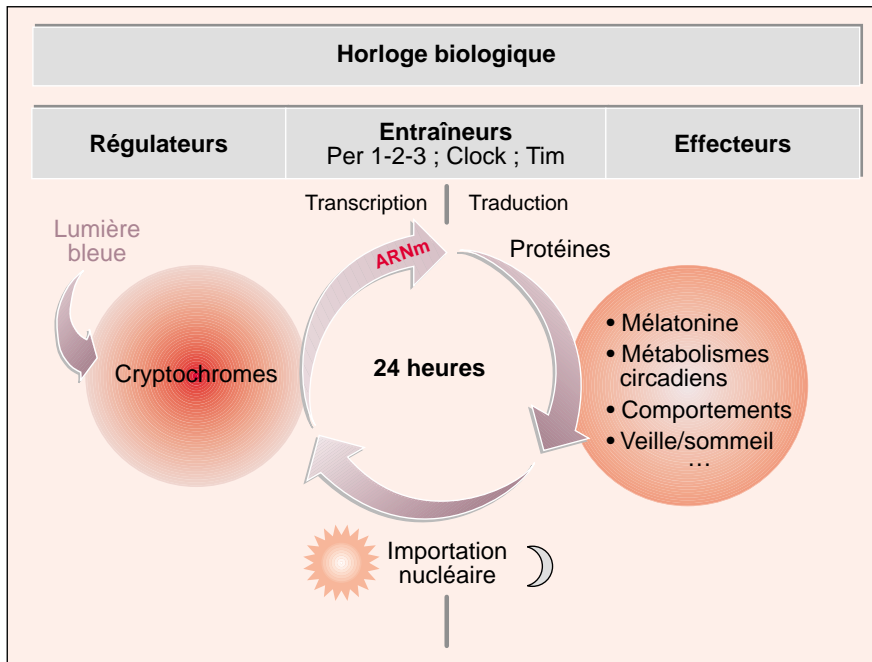 Horloge biologique
Régulateurs
Entraîneurs
Per 1-2-3 ; Clock ; Tim
Effecteurs
Transcription
Traduction
Lumière
bleue
ARNm
Protéines
Cryptochromes
24 heures
• Mélatonine
• Métabolismes
circadiens
• Comportements
• Veille/sommeil
…
Importation
nucléaire